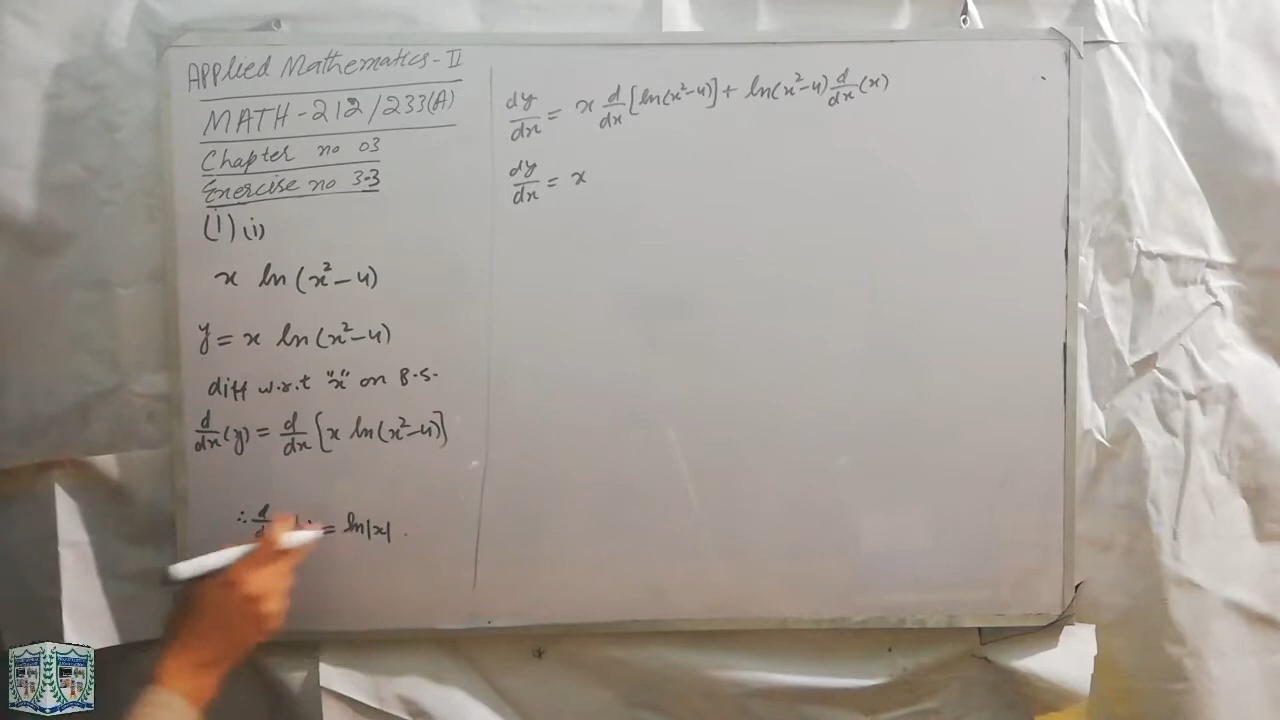 Applied Mathematics-II
MATH-212/233(A)
Chapter no 03
Exercise no 3.3
(1)(i)
x ln(x²-4)
y = x ln(x²-4)
diff w.r.t "x" on B.S.
d/dx(y) = d/dx[x ln(x²-4)]
∴ d = ln|x|.
dy/dx = x d/dx[ln(x²-4)] + ln(x²-4) d/dx(x)
dy/dx = x